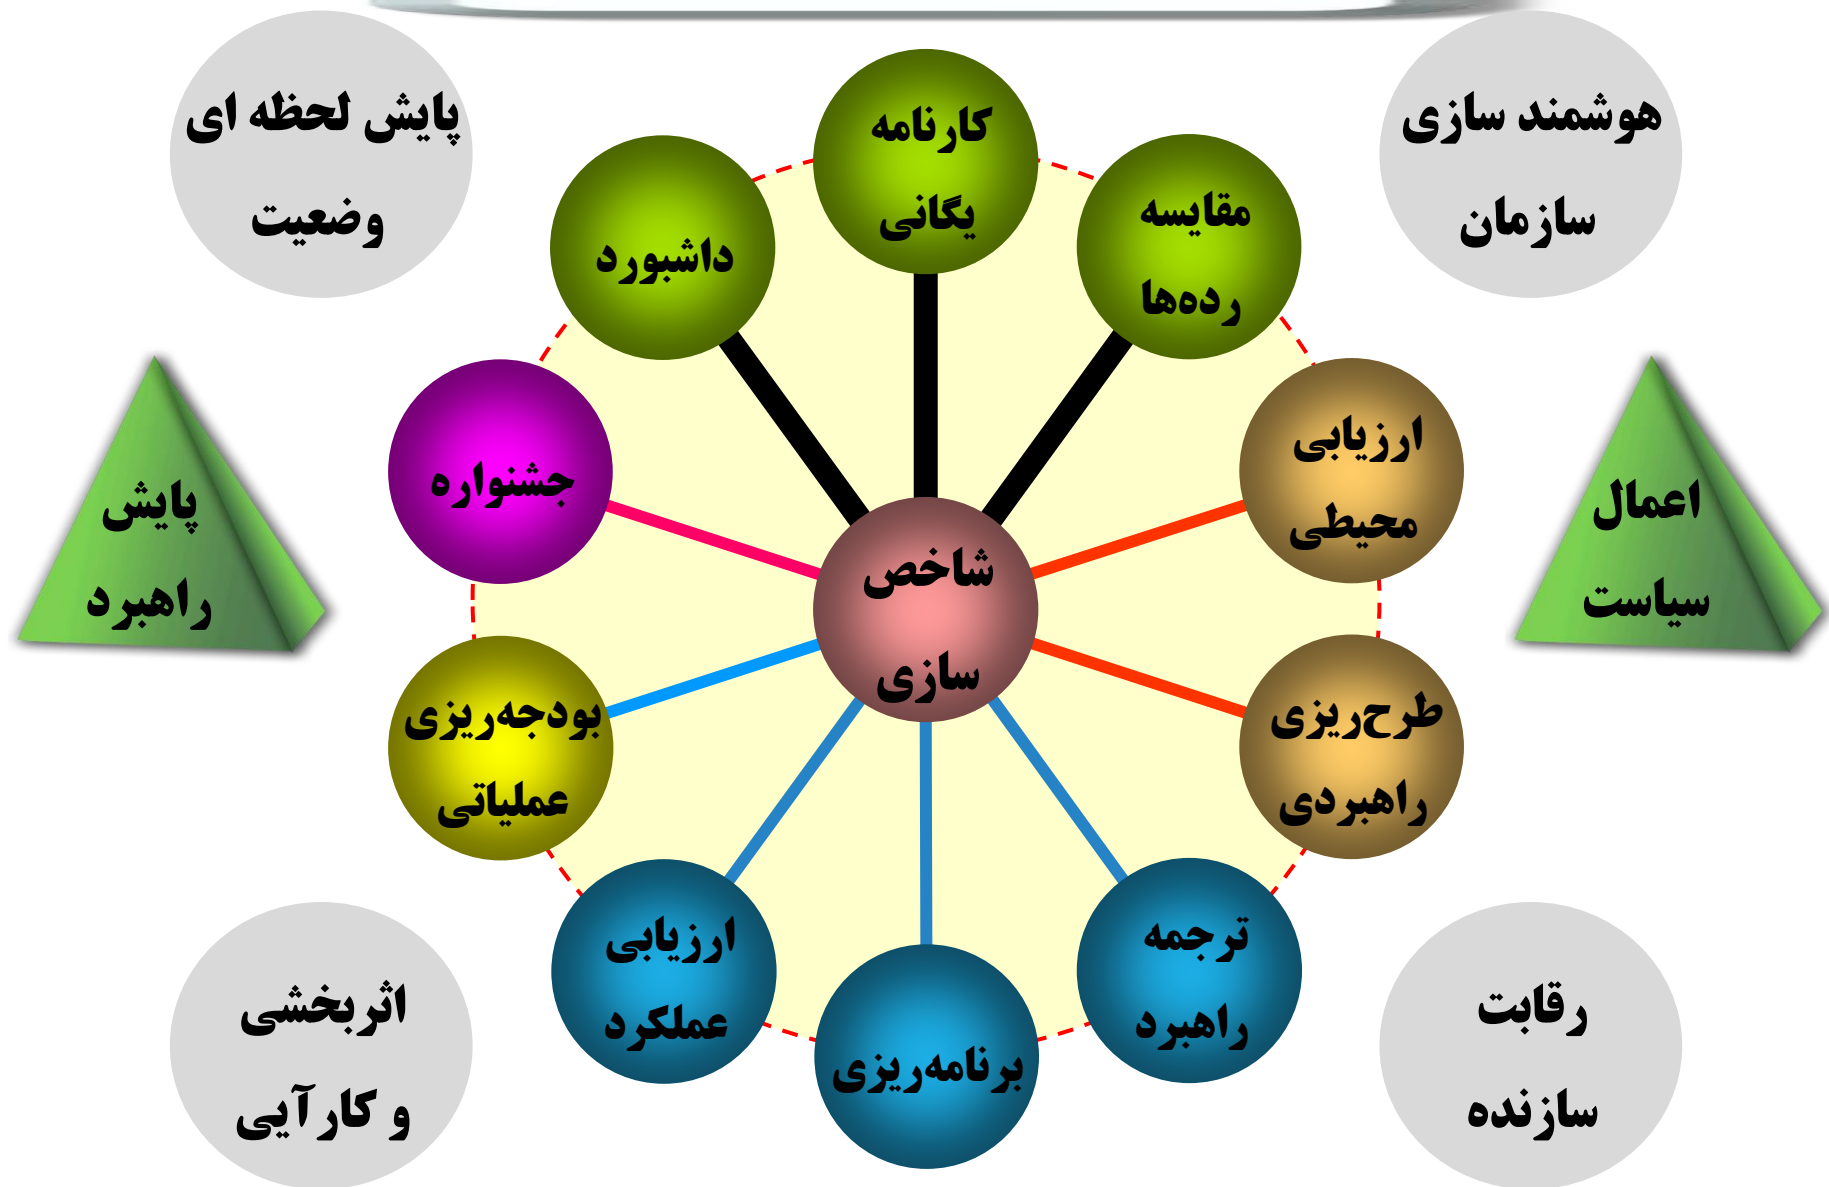 هوشمند سازی
سازمان
کارنامه
یگانی
پایش لحظه ای
وضعیت
مقایسه
رده‌ها
داشبورد
ارزیابی
محیطی
جشنواره
اعمال
سیاست
شاخص
سازی
پایش
راهبرد
طرح‌ریزی
راهبردی
بودجه‌ریزی
عملیاتی
ترجمه
راهبرد
برنامه‌ریزی
ارزیابی
عملکرد
رقابت
سازنده
اثربخشی
و کارآیی